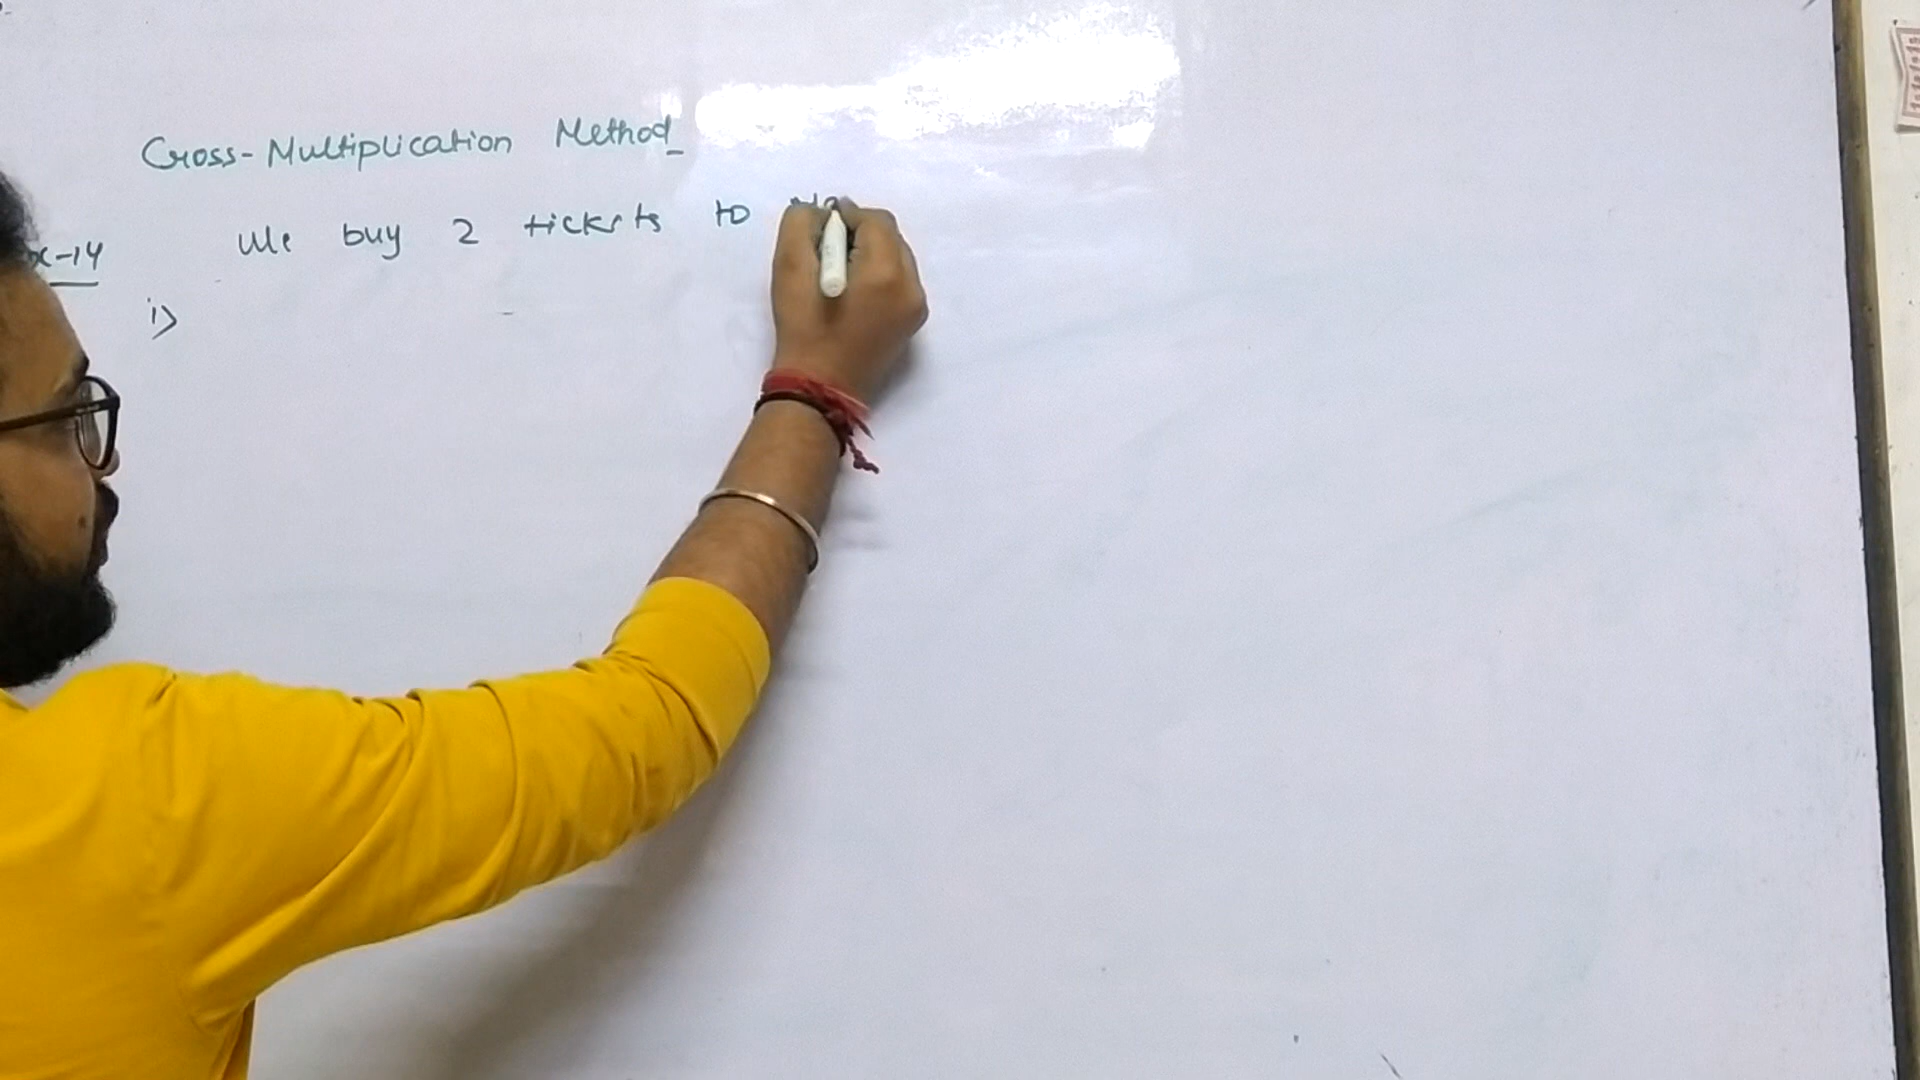 Cross-Multiplication Method
x-14 We buy 2 tickets to
i>